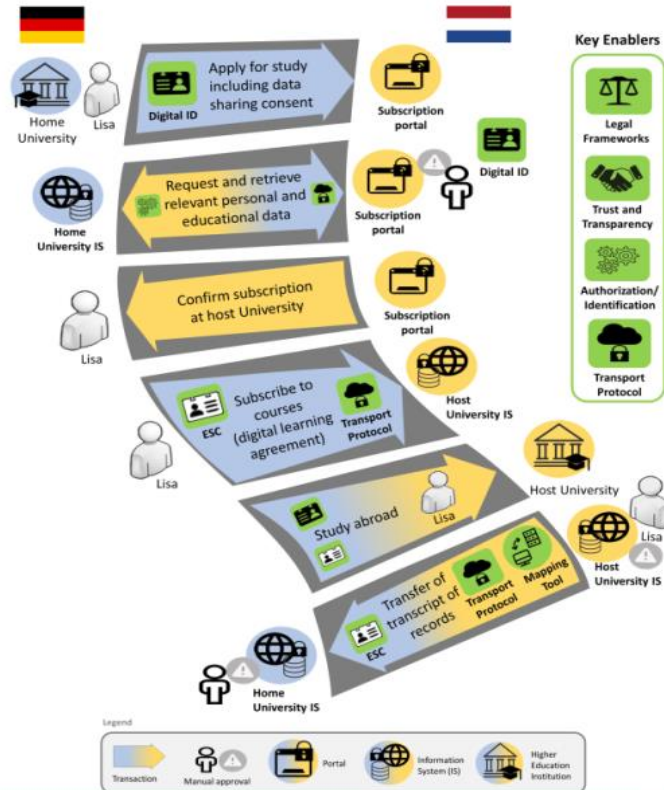 Key Enablers
Home
University
Lisa
Digital ID
Apply for study
including data
sharing consent
Subscription
portal
Legal
Frameworks
Home
University IS
Request and retrieve
relevant personal and
educational data
Subscription
portal
Digital ID
Trust and
Transparency
Lisa
Confirm subscription
at host University
Subscription
portal
Authorization/
Identification
Transport
Protocol
Lisa
ESC
Subscribe to
courses
(digital learning
agreement)
Transport
Protocol
Host
University IS
Study abroad
Lisa
Host University
Lisa
Host
University IS
ESC
Transfer of
transcript of
records
Transport
Protocol
Mapping
Tool
Home
University IS
Legend
Transaction
Manual approval
Portal
Information
System (IS)
Higher
Education
Institution